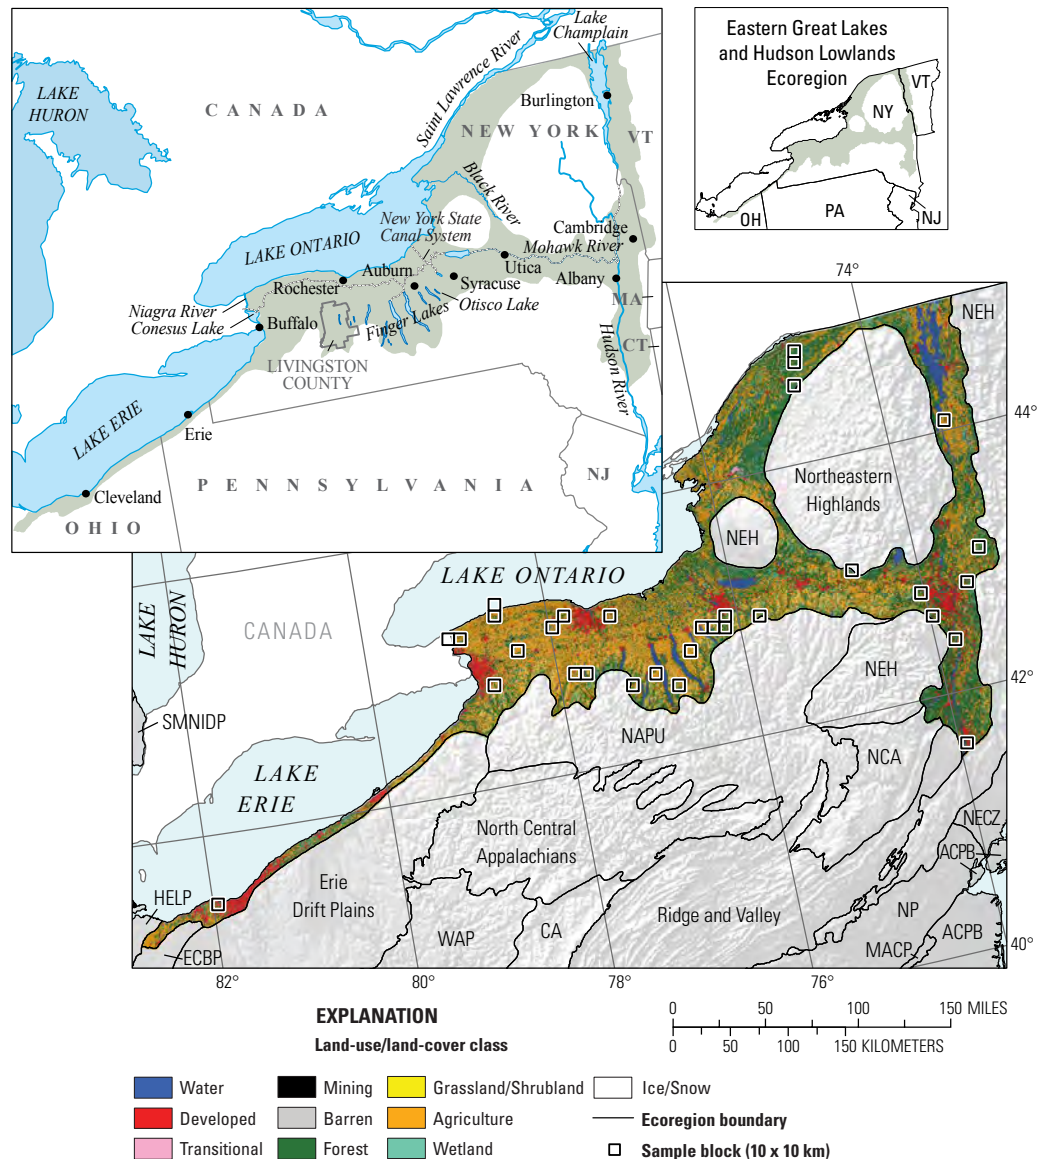 Lake
Champlain
Saint Lawrence River
LAKE
HURON
C A N A D A
Burlington
N E W Y O R K
VT
Black River
New York State
Canal System
Cambridge
Mohawk River
LAKE ONTARIO
Auburn
Utica
Rochester
Syracuse
Albany
Otisco Lake
MA
Niagra River
Conesus Lake
Buffalo
Finger Lakes
CT
LIVINGSTON
COUNTY
Hudson River
LAKE ERIE
Erie
Cleveland
P E N N S Y L V A N I A
NJ
O H I O
Eastern Great Lakes
and Hudson Lowlands
Ecoregion
NY
VT
PA
OH
NJ
74°
NEH
44°
Northeastern
Highlands
NEH
LAKE ONTARIO
LAKE
HURON
CANADA
NEH
42°
SMNIDP
NAPU
NCA
LAKE
ERIE
North Central
Appalachians
NECZ
ACPB
Erie
Drift Plains
HELP
Ridge and Valley
NP
WAP
CA
ACPB
ECBP
MACP
40°
82°
80°
78°
76°
EXPLANATION
Land-use/land-cover class
0 50 100 150 MILES
0 50 100 150 KILOMETERS
Water
Mining
Grassland/Shrubland
Ice/Snow
Developed
Barren
Agriculture
Ecoregion boundary
Transitional
Forest
Wetland
Sample block (10 x 10 km)